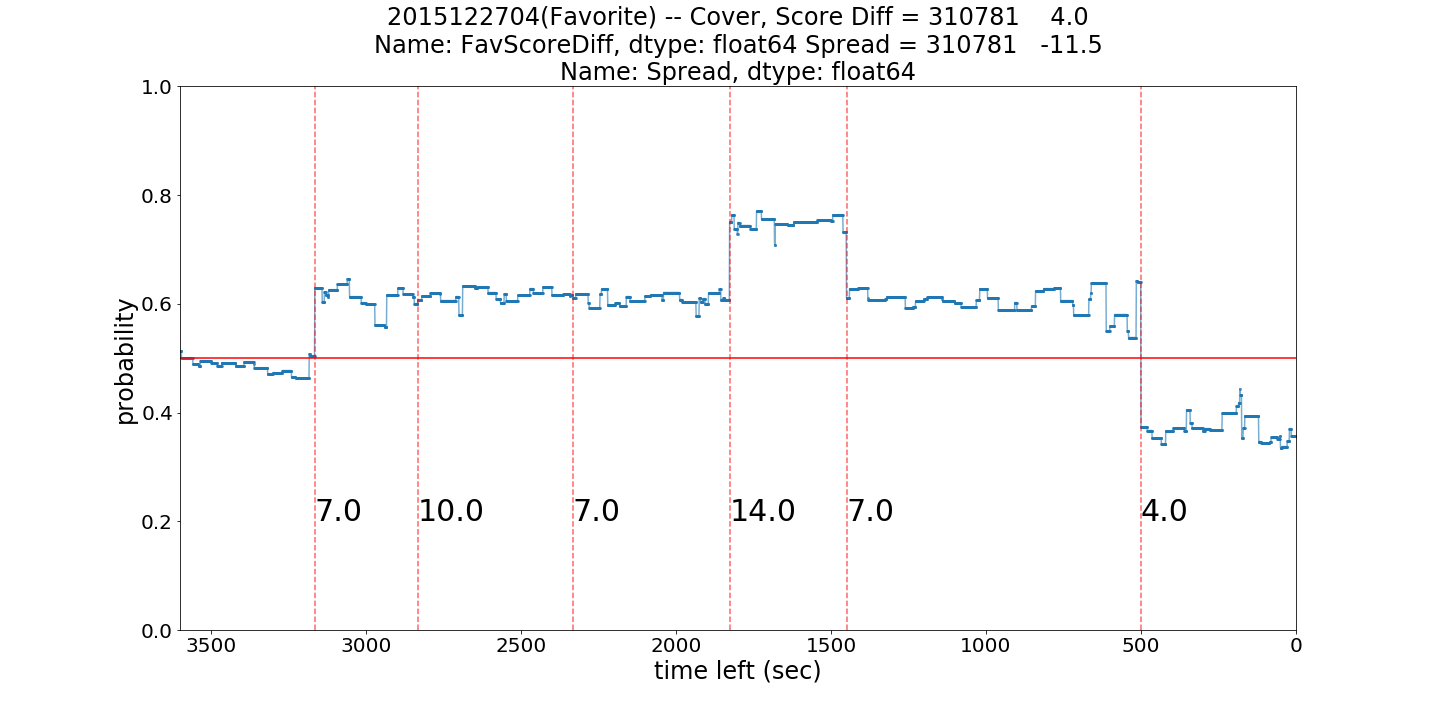 2015122704(Favorite) -- Cover, Score Diff = 310781    4.0
Name: FavScoreDiff, dtype: float64 Spread = 310781   -11.5
Name: Spread, dtype: float64
1.0
0.8
0.6
0.4
0.2
0.0
probability
7.0 10.0 7.0 14.0 7.0 4.0
3500 3000 2500 2000 1500 1000 500 0
time left (sec)